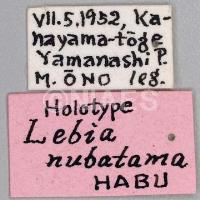 VII.5,1952, Ka-
nayama-tōge
Yamanashi P.
M. ŌNO leg.
Holotype
Lebia
nubatama
HABU